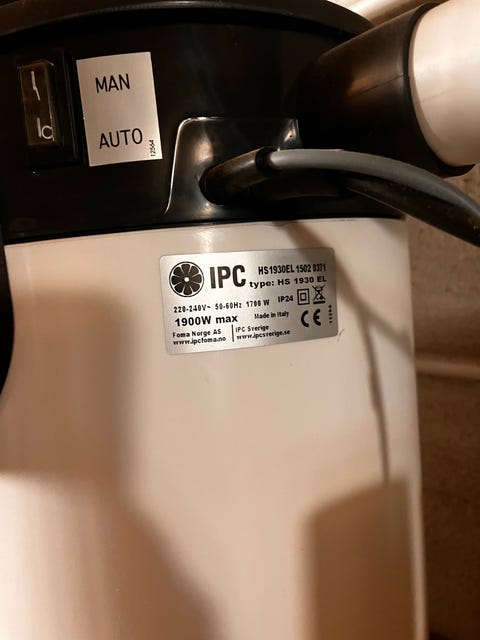 MAN
AUTO
12564
IPC
HS1930EL 1502 0371
type: HS 1930 EL
220-240V~ 50-60Hz 1700 W IP24
1900W max
Made in Italy
CE
Foma Norge AS
www.ipcfoma.no
IPC Sverige
www.ipcsverige.se